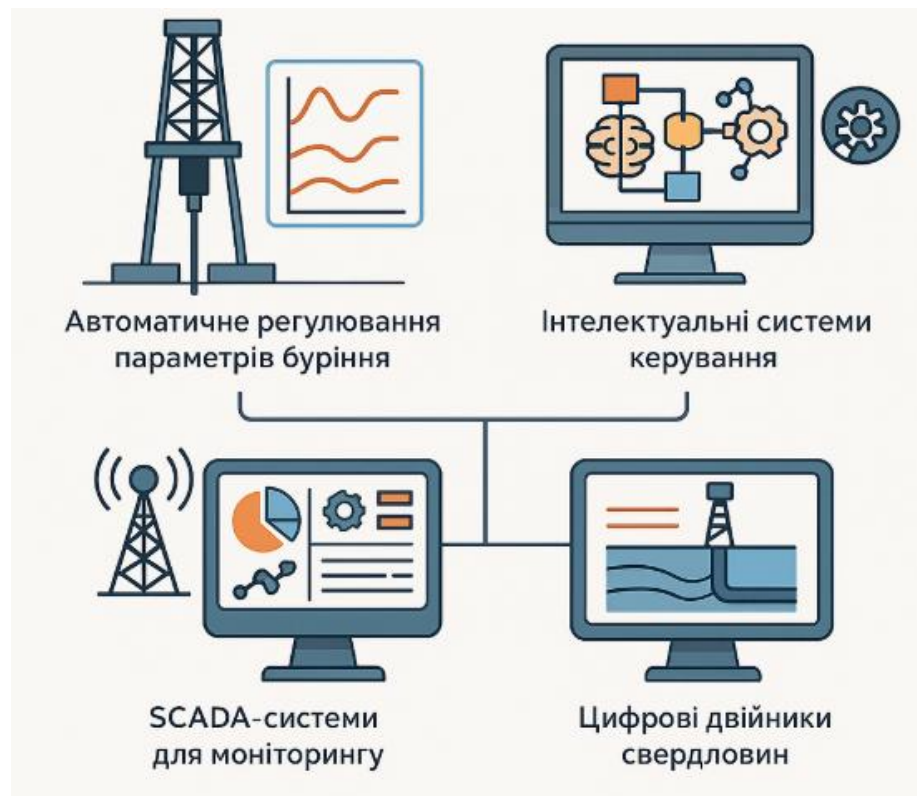 Автоматичне регулювання
параметрів буріння
Інтелектуальні системи
керування
SCADA-системи
для моніторингу
Цифрові двійники
свердловин